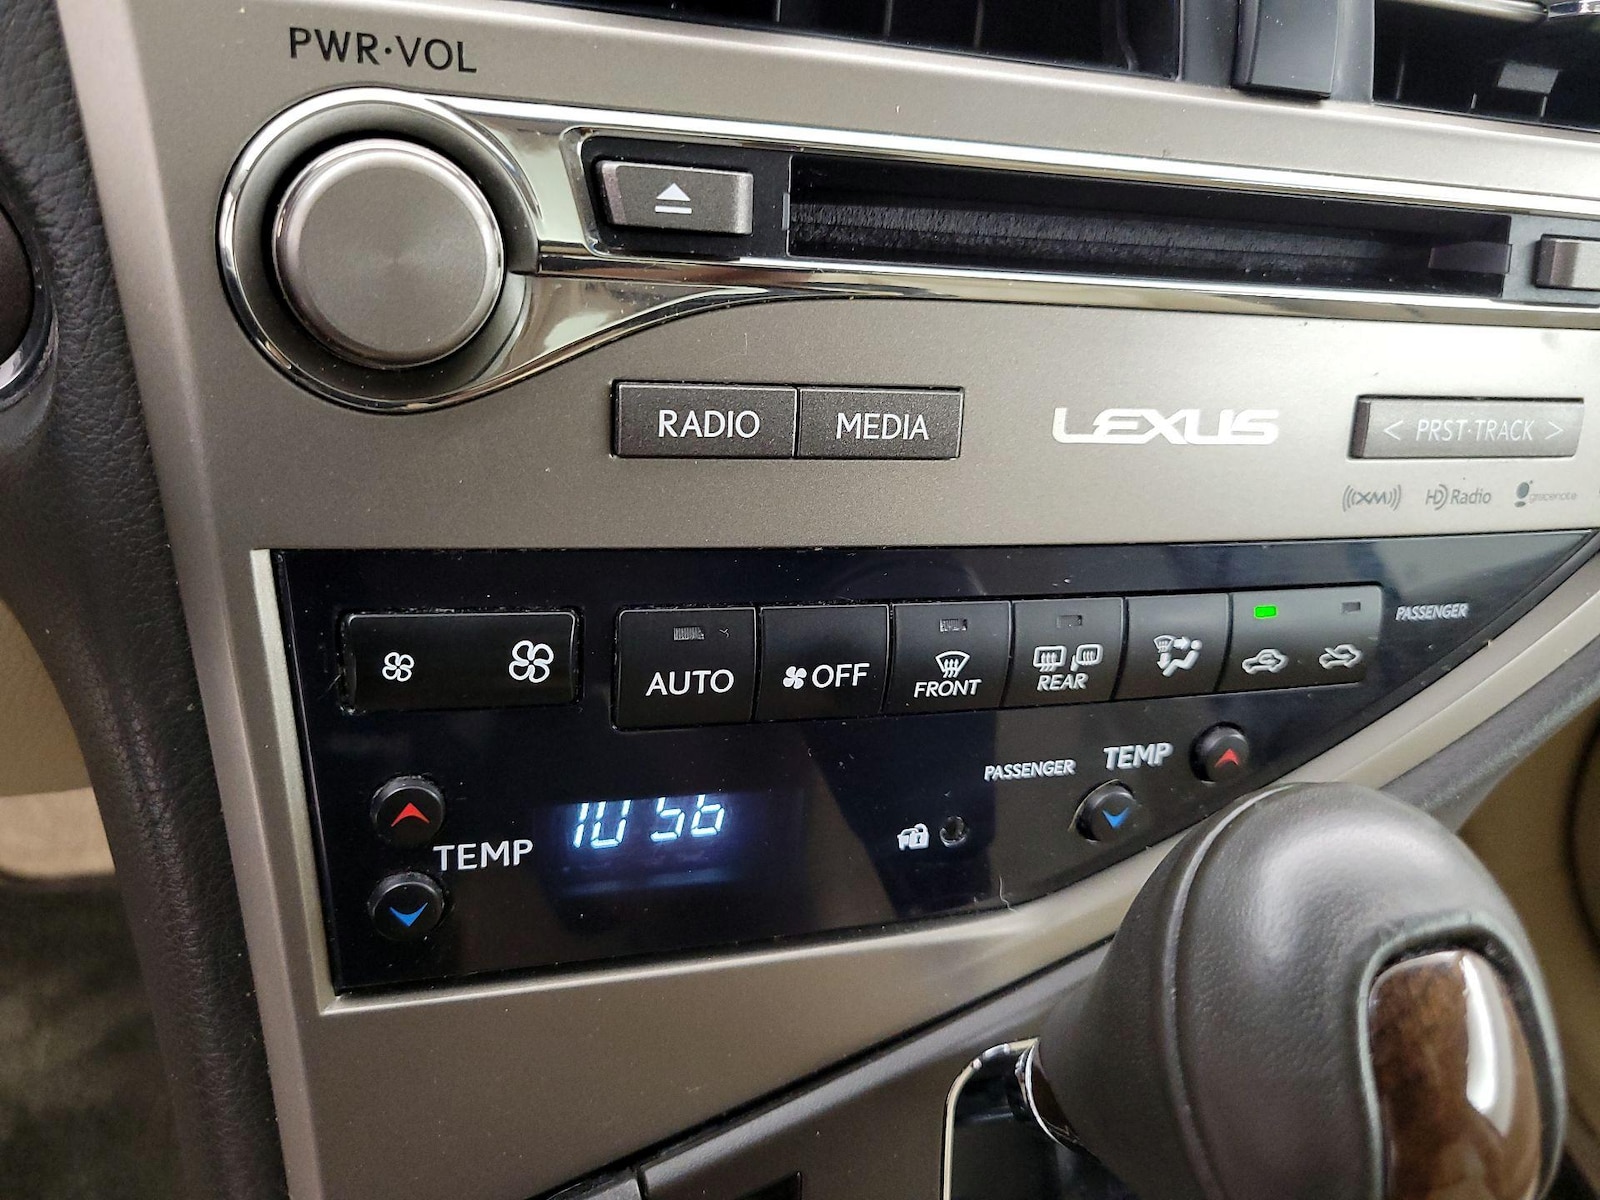 PWR·VOL
RADIO
MEDIA
LEXUS
< PRST·TRACK >
((XM))
HD Radio
gracenote
AUTO
OFF
FRONT
REAR
PASSENGER
PASSENGER
TEMP
TEMP
10 56